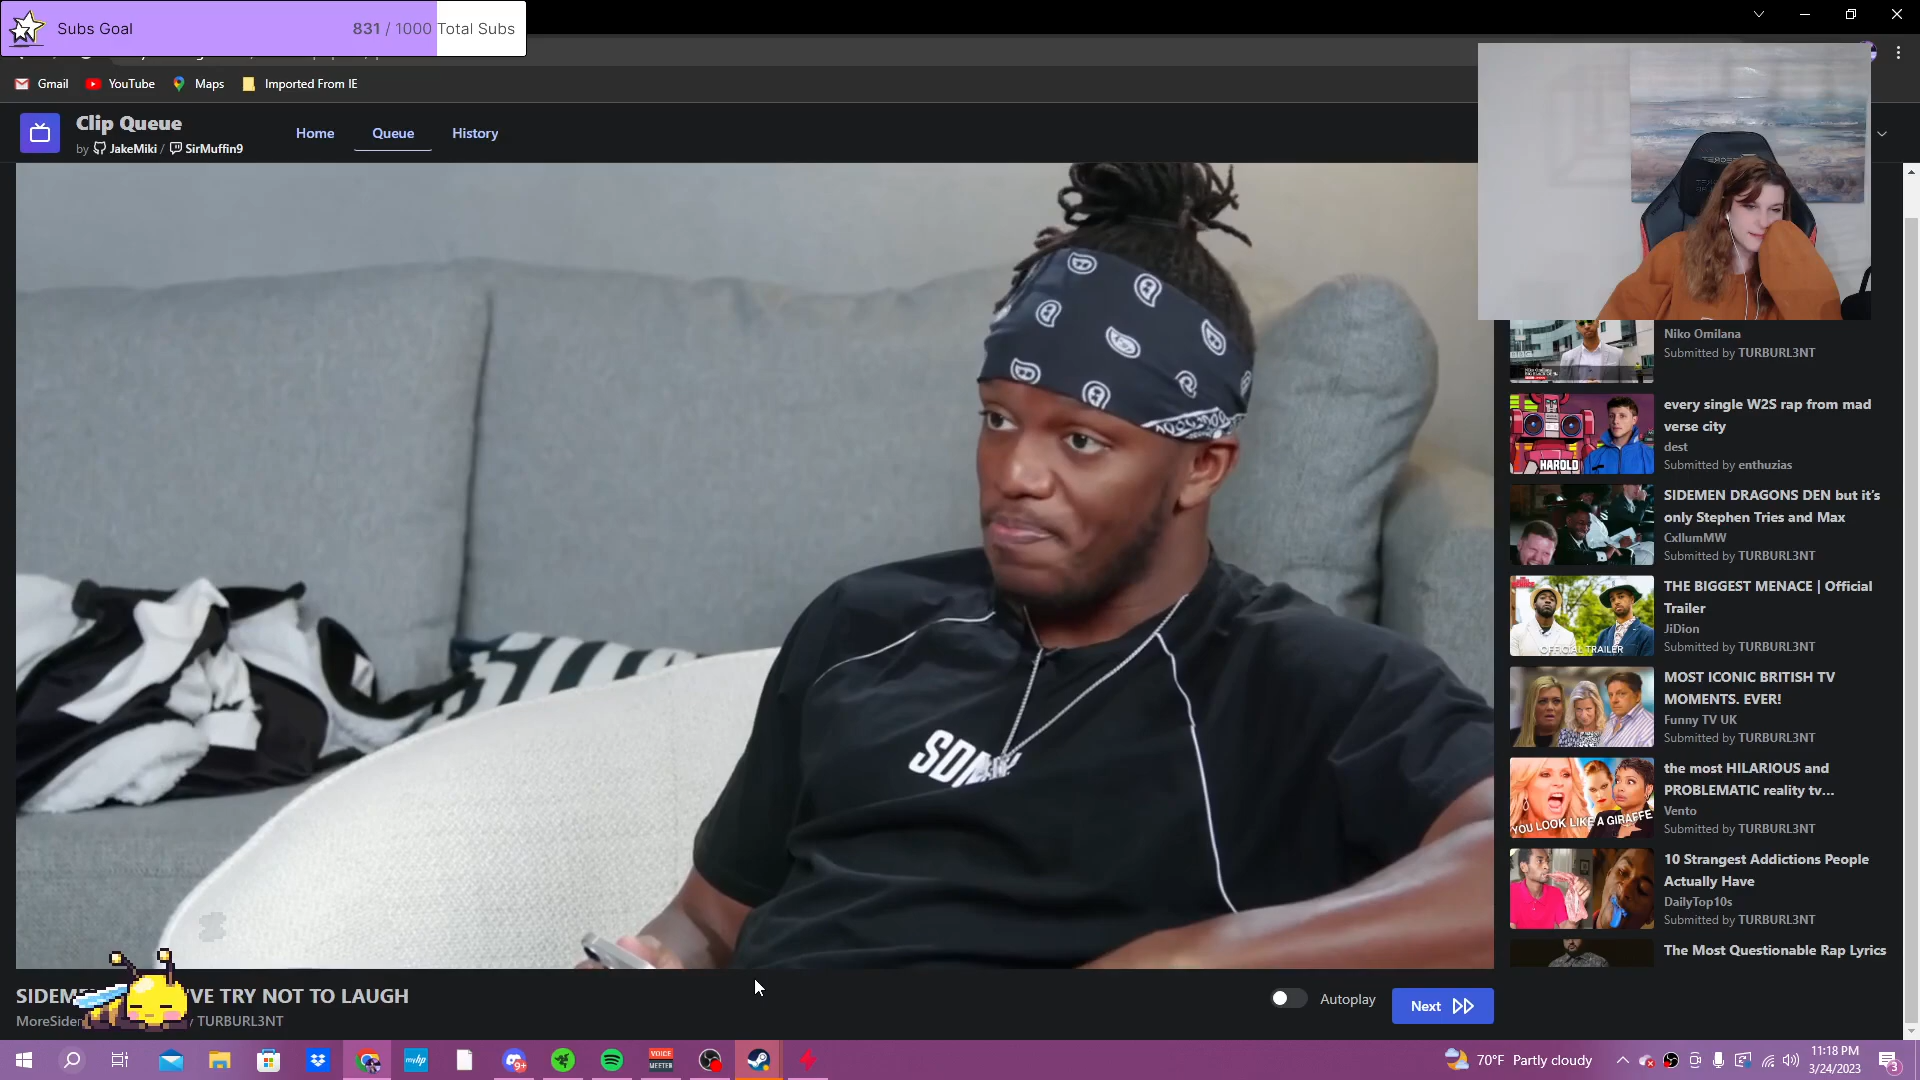 Subs Goal 831 / 1000 Total Subs
Gmail YouTube Maps Imported From IE
Clip Queue
by JakeMiki / SirMuffin9
Home Queue History
SDMN
Niko Omilana
Submitted by TURBURL3NT
every single W2S rap from mad
verse city
dest
Submitted by enthuzias
HAROLD
SIDEMEN DRAGONS DEN but it's
only Stephen Tries and Max
CxllumMW
Submitted by TURBURL3NT
THE BIGGEST MENACE | Official
Trailer
JiDion
Submitted by TURBURL3NT
OFFICIAL TRAILER
MOST ICONIC BRITISH TV
MOMENTS. EVER!
Funny TV UK
Submitted by TURBURL3NT
the most HILARIOUS and
PROBLEMATIC reality tv...
Vento
Submitted by TURBURL3NT
YOU LOOK LIKE A GIRAFFE
10 Strangest Addictions People
Actually Have
DailyTop10s
Submitted by TURBURL3NT
The Most Questionable Rap Lyrics
'VE TRY NOT TO LAUGH
/ TURBURL3NT
Autoplay Next
myhp
9+
VOICE
MEETER
70°F Partly cloudy
11:18 PM
3/24/2023
3